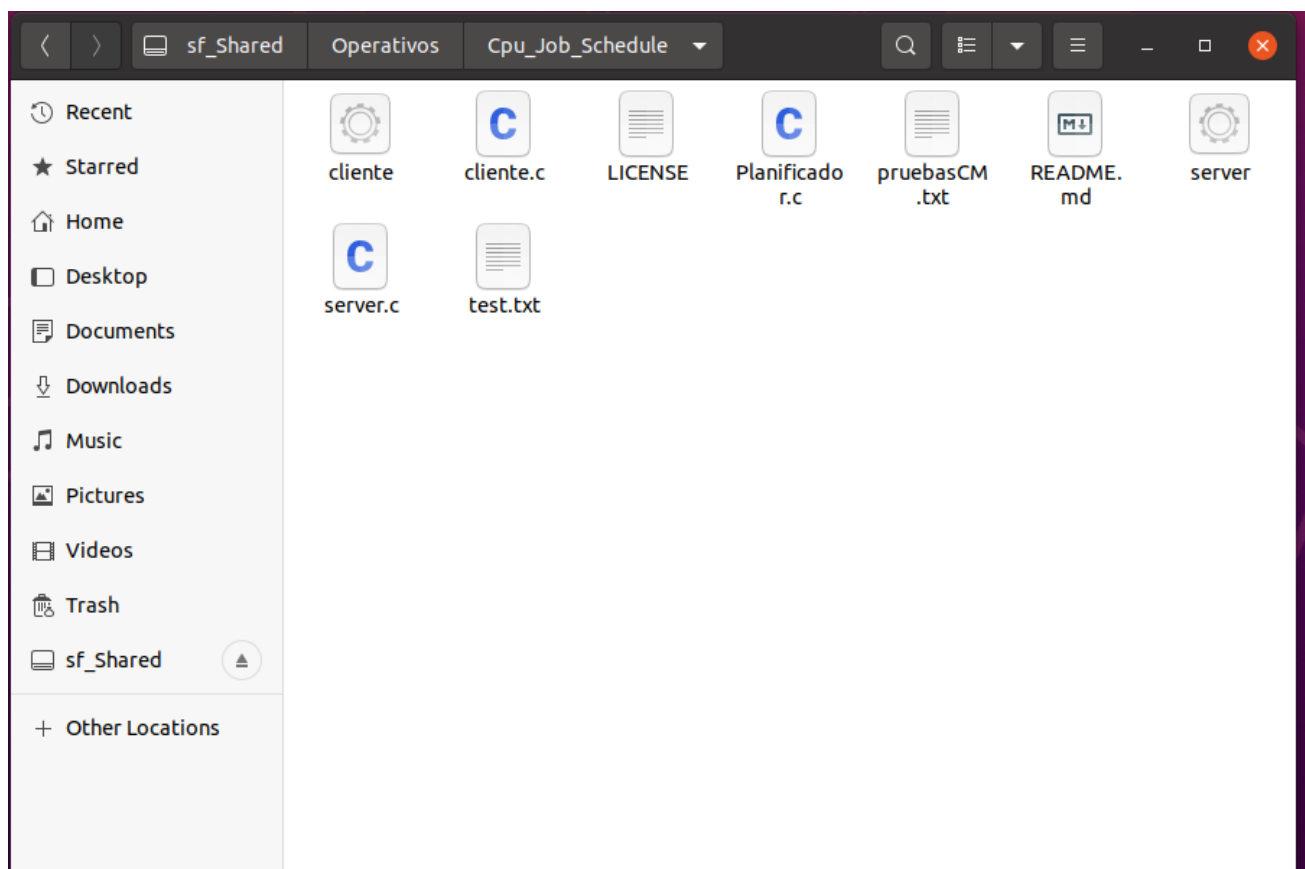 sf_Shared Operativos Cpu_Job_Schedule
Recent
Starred
Home
Desktop
Documents
Downloads
Music
Pictures
Videos
Trash
sf_Shared
Other Locations
cliente
cliente.c
LICENSE
Planificado
r.c
pruebasCM
.txt
README.
md
server
server.c
test.txt